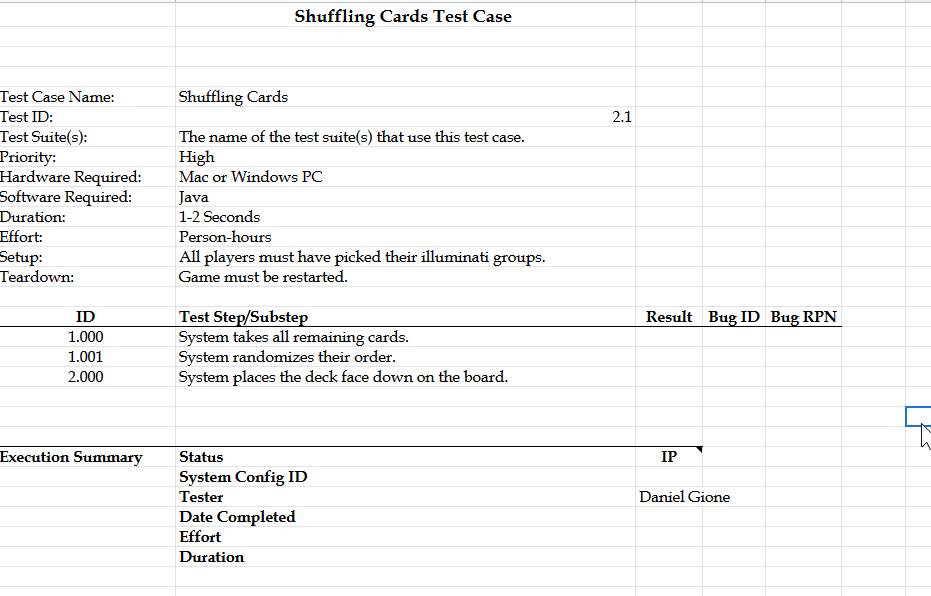 Shuffling Cards Test Case
Test Case Name: Shuffling Cards
Test ID: 2.1
Test Suite(s): The name of the test suite(s) that use this test case.
Priority: High
Hardware Required: Mac or Windows PC
Software Required: Java
Duration: 1-2 Seconds
Effort: Person-hours
Setup: All players must have picked their illuminati groups.
Teardown: Game must be restarted.
ID Test Step/Substep Result Bug ID Bug RPN
1.000 System takes all remaining cards.
1.001 System randomizes their order.
2.000 System places the deck face down on the board.
Execution Summary Status IP
System Config ID
Tester Daniel Gione
Date Completed
Effort
Duration